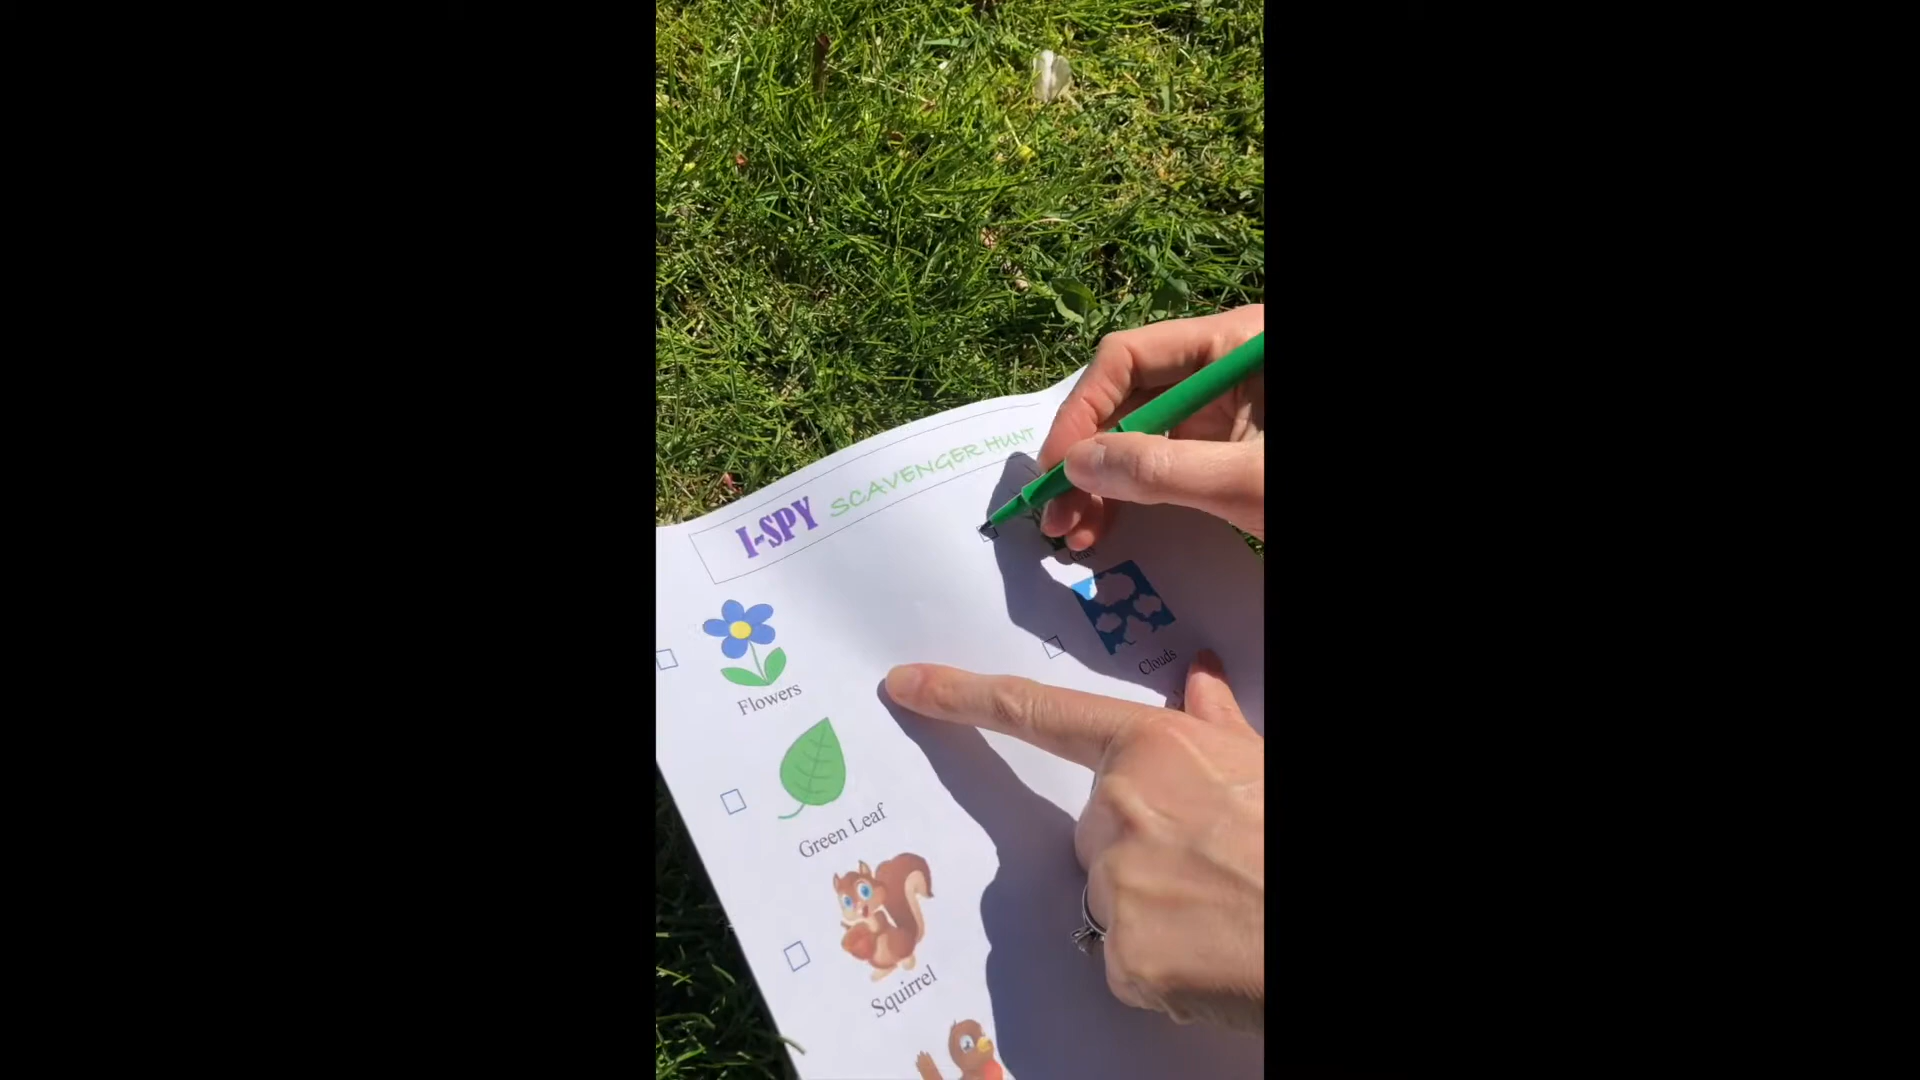 I-SPY SCAVENGER HUNT
Flowers
Green Leaf
Squirrel
Clouds